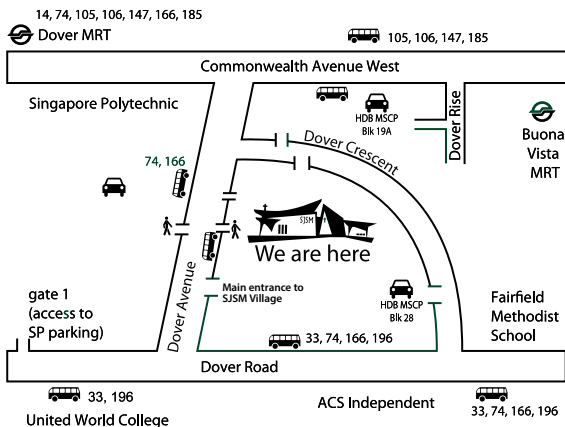 14, 74, 105, 106, 147, 166, 185
Dover MRT
105, 106, 147, 185
Commonwealth Avenue West
Singapore Polytechnic
HDB MSCP
Blk 19A
Dover Rise
Buona
Vista
MRT
Dover Crescent
74, 166
SJSM
We are here
Main entrance to
SJSM Village
HDB MSCP
Blk 28
gate 1
(access to
SP parking)
Dover Avenue
Fairfield
Methodist
School
33, 74, 166, 196
Dover Road
33, 196
United World College
ACS Independent
33, 74, 166, 196